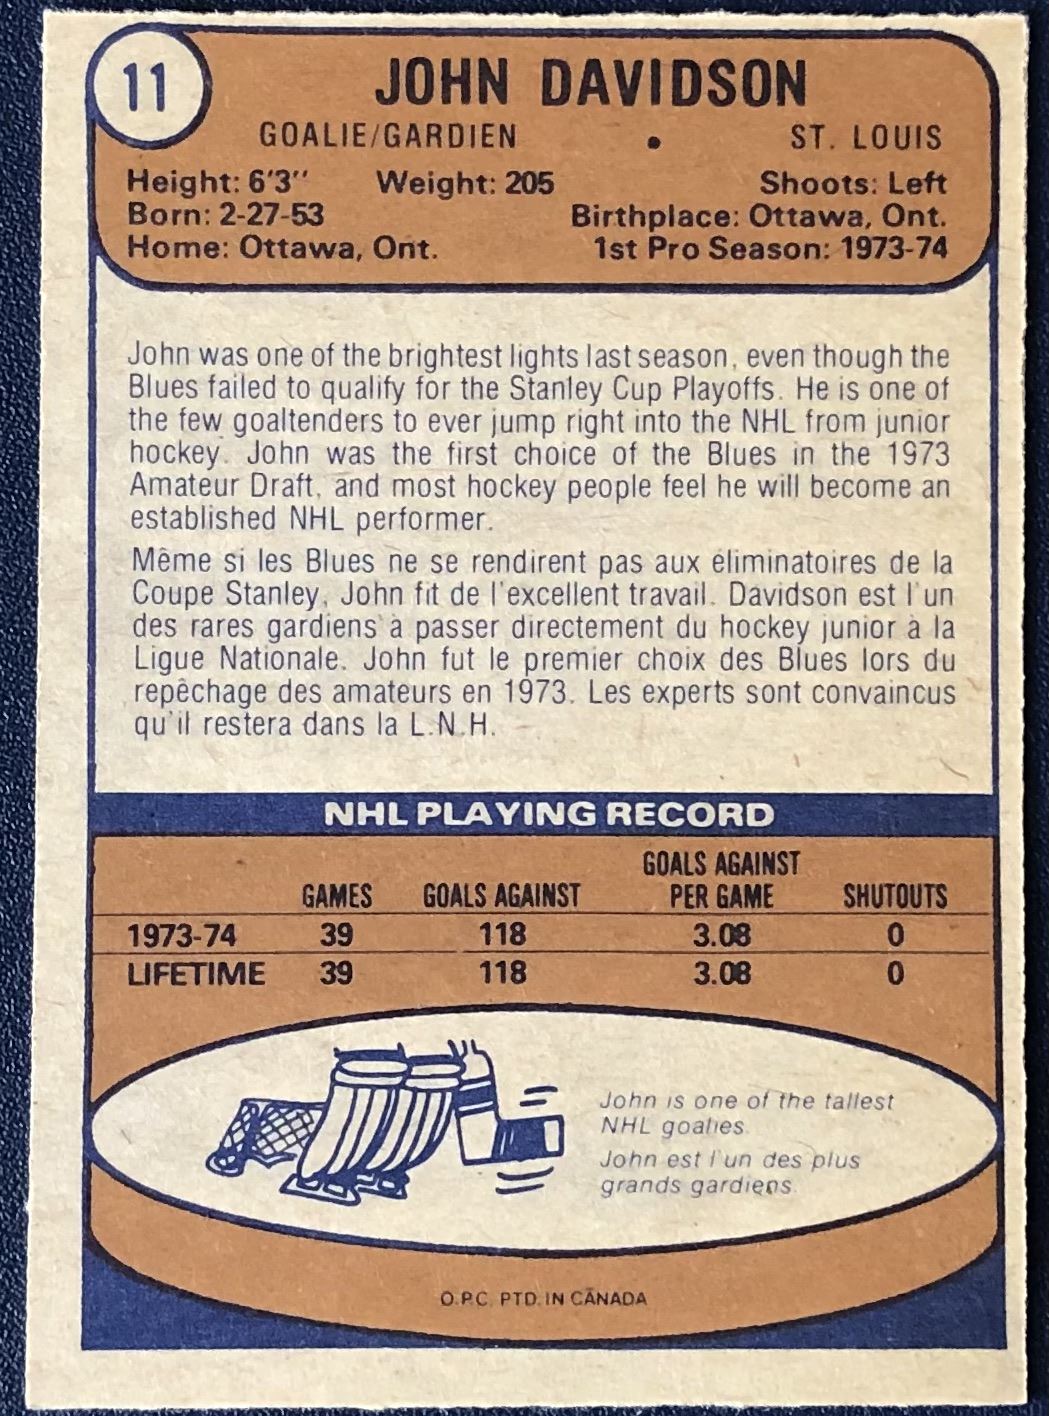 11
JOHN DAVIDSON
GOALIE/GARDIEN • ST. LOUIS
Height: 6'3'' Weight: 205 Shoots: Left
Born: 2-27-53 Birthplace: Ottawa, Ont.
Home: Ottawa, Ont. 1st Pro Season: 1973-74
John was one of the brightest lights last season, even though the
Blues failed to qualify for the Stanley Cup Playoffs. He is one of
the few goaltenders to ever jump right into the NHL from junior
hockey. John was the first choice of the Blues in the 1973
Amateur Draft, and most hockey people feel he will become an
established NHL performer.
Même si les Blues ne se rendirent pas aux éliminatoires de la
Coupe Stanley, John fit de l'excellent travail. Davidson est l'un
des rares gardiens à passer directement du hockey junior à la
Ligue Nationale. John fut le premier choix des Blues lors du
repêchage des amateurs en 1973. Les experts sont convaincus
qu'il restera dans la L.N.H.
NHL PLAYING RECORD
GAMES GOALS AGAINST GOALS AGAINST PER GAME SHUTOUTS
1973-74 39 118 3.08 0
LIFETIME 39 118 3.08 0
John is one of the tallest
NHL goalies.
John est l'un des plus
grands gardiens.
O.P.C. PTD. IN CANADA